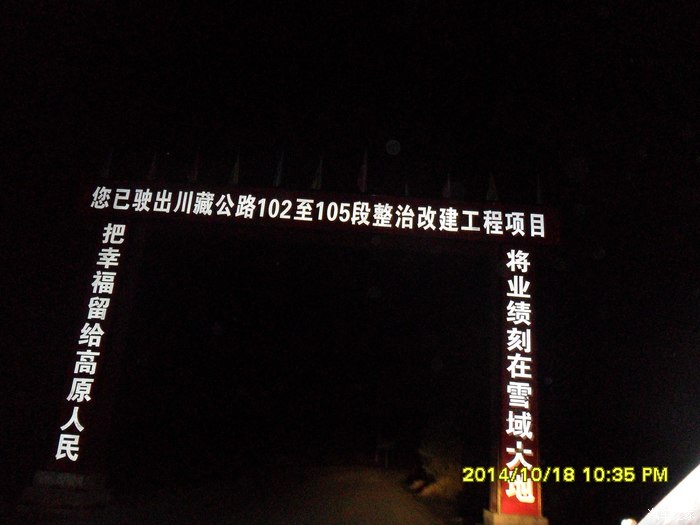 您已驶出川藏公路102至105段整治改建工程项目
把幸福留给高原人民
将业绩刻在雪域大地
2014/10/18 10:35 PM